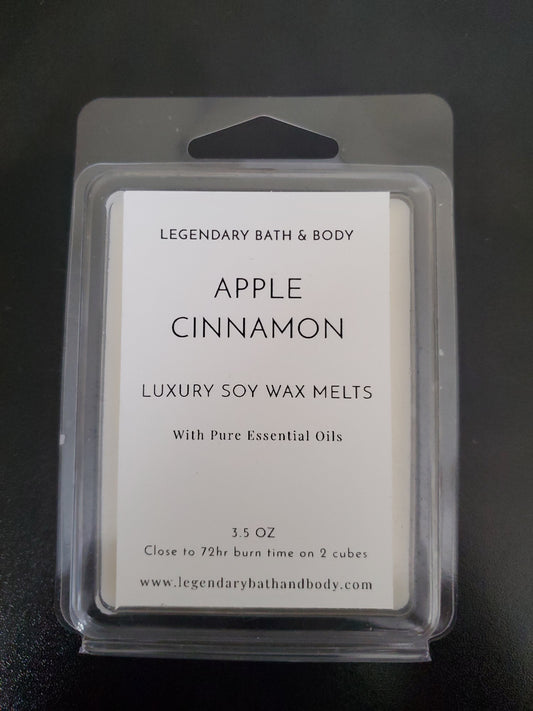 LEGENDARY BATH & BODY
APPLE
CINNAMON
LUXURY SOY WAX MELTS
With Pure Essential Oils
3.5 OZ
Close to 72hr burn time on 2 cubes
www.legendarybathandbody.com